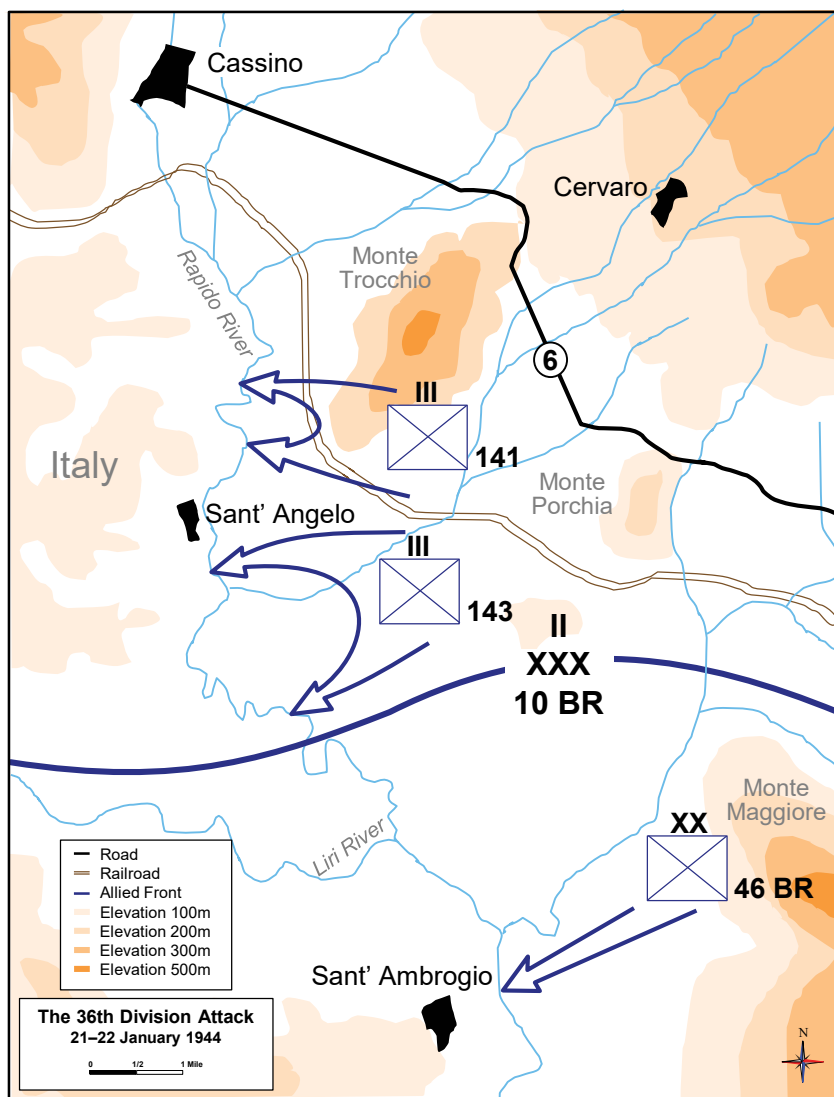 Cassino
Cervaro
Monte
Trocchio
Rapido River
6
III
141
Italy
Monte
Porchia
Sant’ Angelo
III
143
II
XXX
10 BR
Monte
Maggiore
Liri River
XX
46 BR
Sant’ Ambrogio
Road
Railroad
Allied Front
Elevation 100m
Elevation 200m
Elevation 300m
Elevation 500m
The 36th Division Attack
21–22 January 1944
0 1/2 1 Mile
N